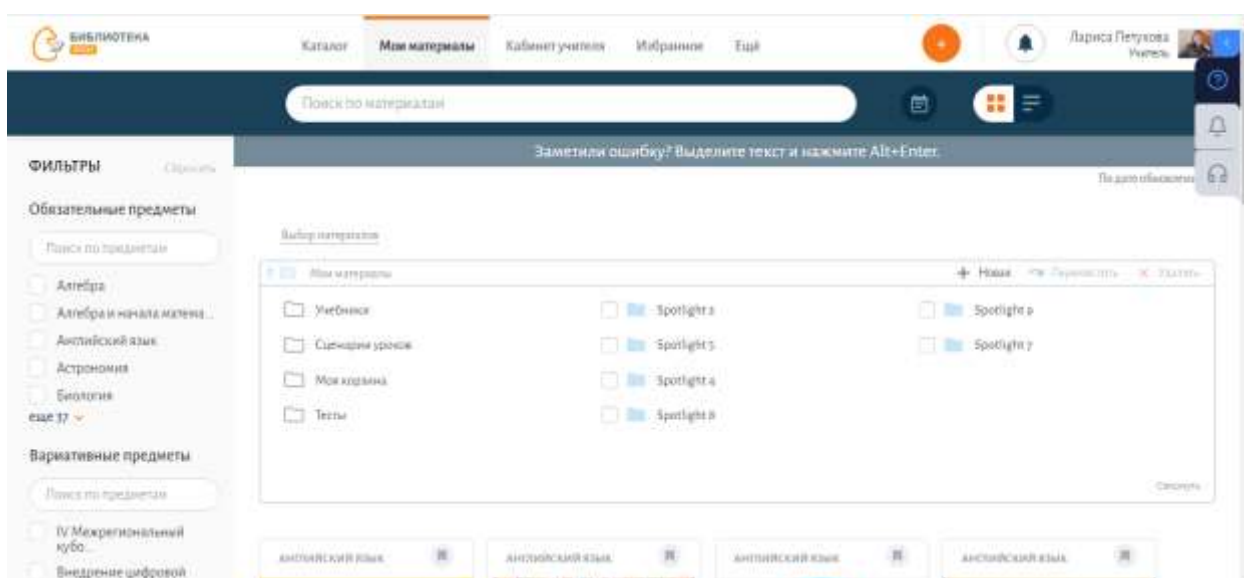 БИБЛИОТЕКА
Каталог Мои материалы Кабинет учителя Избранное Ещё
Лариса Петухова
Учитель
Поиск по материалам
Заметили ошибку? Выделите текст и нажмите Alt+Enter.
ФИЛЬТРЫ Сбросить
По дате обновления
Обязательные предметы
Выбор материалов
Поиск по предметам
Мои материалы + Новая Переместить × Удалить
Алгебра
Алгебра и начала матема...
Английский язык
Астрономия
Биология
еще 37
Учебники
Сценарии уроков
Моя корзина
Тесты
Spotlight
Spotlight 5
Spotlight 4
Spotlight 8
Spotlight
Spotlight 7
Вариативные предметы
Поиск по предметам
Свернуть
IV Межрегиональный
кубо...
Внедрение цифровой
АНГЛИЙСКИЙ ЯЗЫК
АНГЛИЙСКИЙ ЯЗЫК
АНГЛИЙСКИЙ ЯЗЫК
АНГЛИЙСКИЙ ЯЗЫК